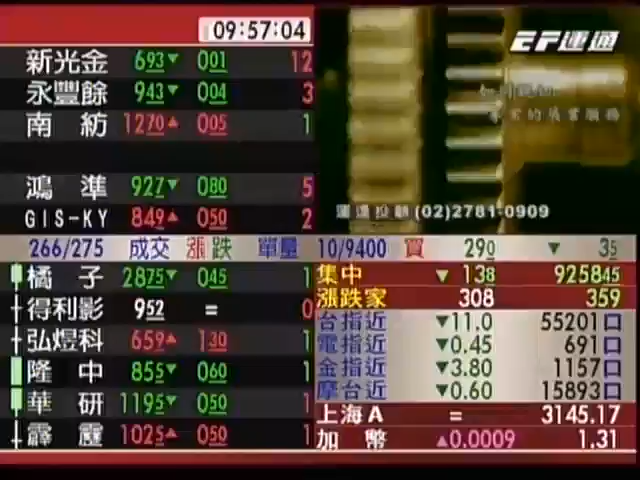 09:57:04
新光金 693▼ 001 12
永豐餘 943▼ 004 3
南紡 1270▲ 005 1
鴻準 927▼ 080 5
GIS-KY 849▲ 050 2
EF運通
運通投顧 (02)2781-0909
266/275 成交 漲跌 單量 10/9400 買 290 ▼ 35
橘子 2875▼ 045 1
得利影 952 = 0
弘煜科 659▲ 130 1
隆中 855▼ 060 1
華研 1195▼ 050 1
霹靂 1025▲ 050 1
集中 ▼ 138 925845
漲跌家 308 359
台指近 ▼11.0 55201口
電指近 ▼0.45 691口
金指近 ▼3.80 1157口
摩台近 ▼0.60 15893口
上海A = 3145.17
加幣 ▲0.0009 1.31